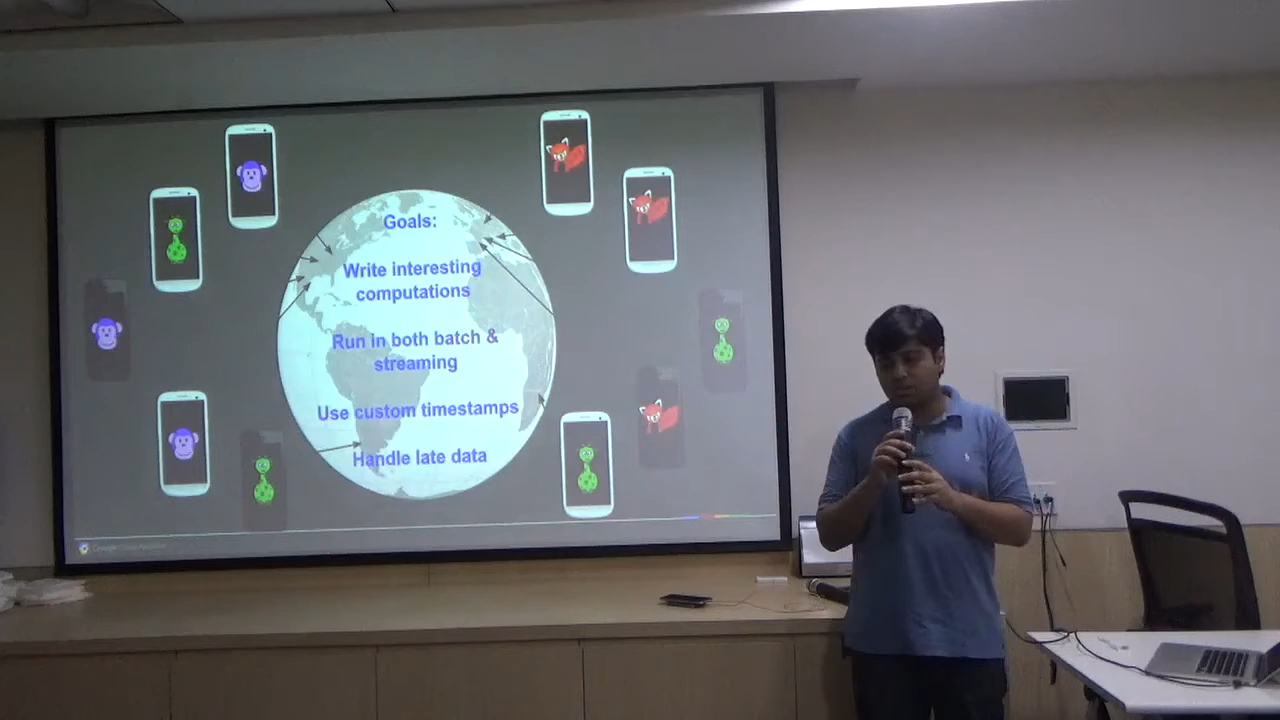 Goals:
Write interesting
computations
Run in both batch &
streaming
Use custom timestamps
Handle late data